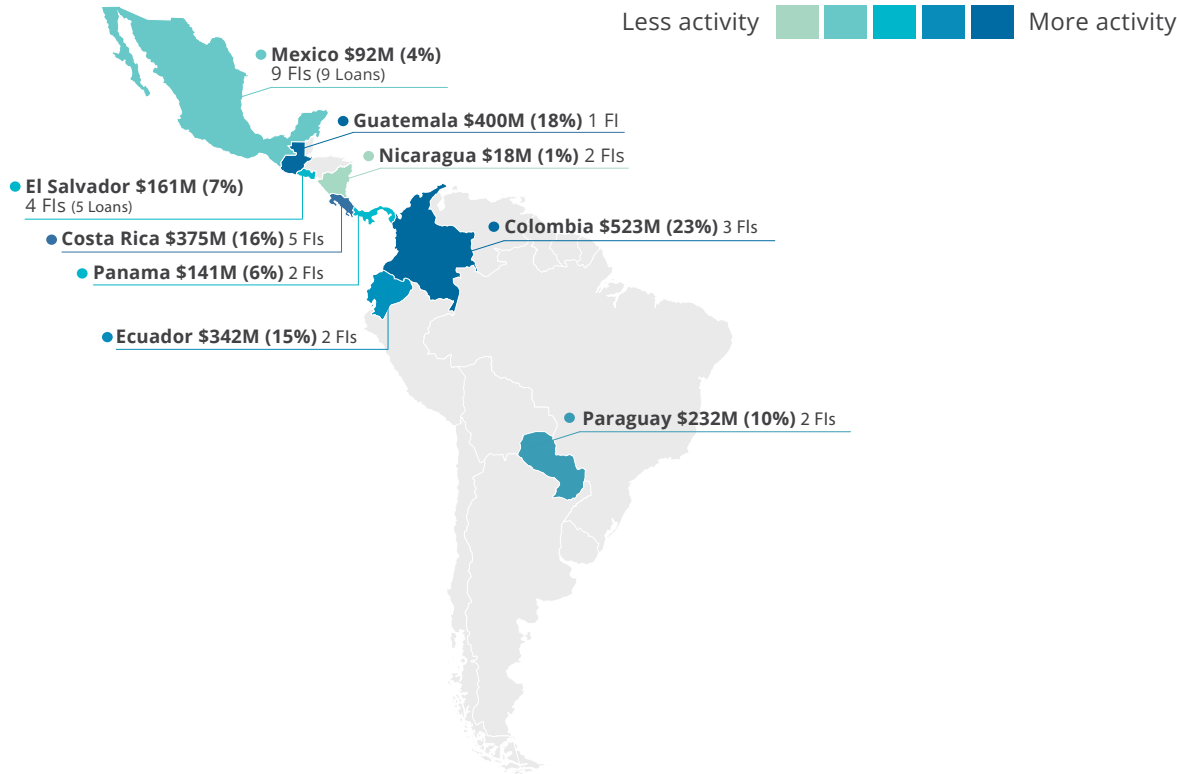 Less activity More activity
Mexico $92M (4%)
9 FIs (9 Loans)
Guatemala $400M (18%) 1 FI
Nicaragua $18M (1%) 2 FIs
El Salvador $161M (7%)
4 FIs (5 Loans)
Colombia $523M (23%) 3 FIs
Costa Rica $375M (16%) 5 FIs
Panama $141M (6%) 2 FIs
Ecuador $342M (15%) 2 FIs
Paraguay $232M (10%) 2 FIs